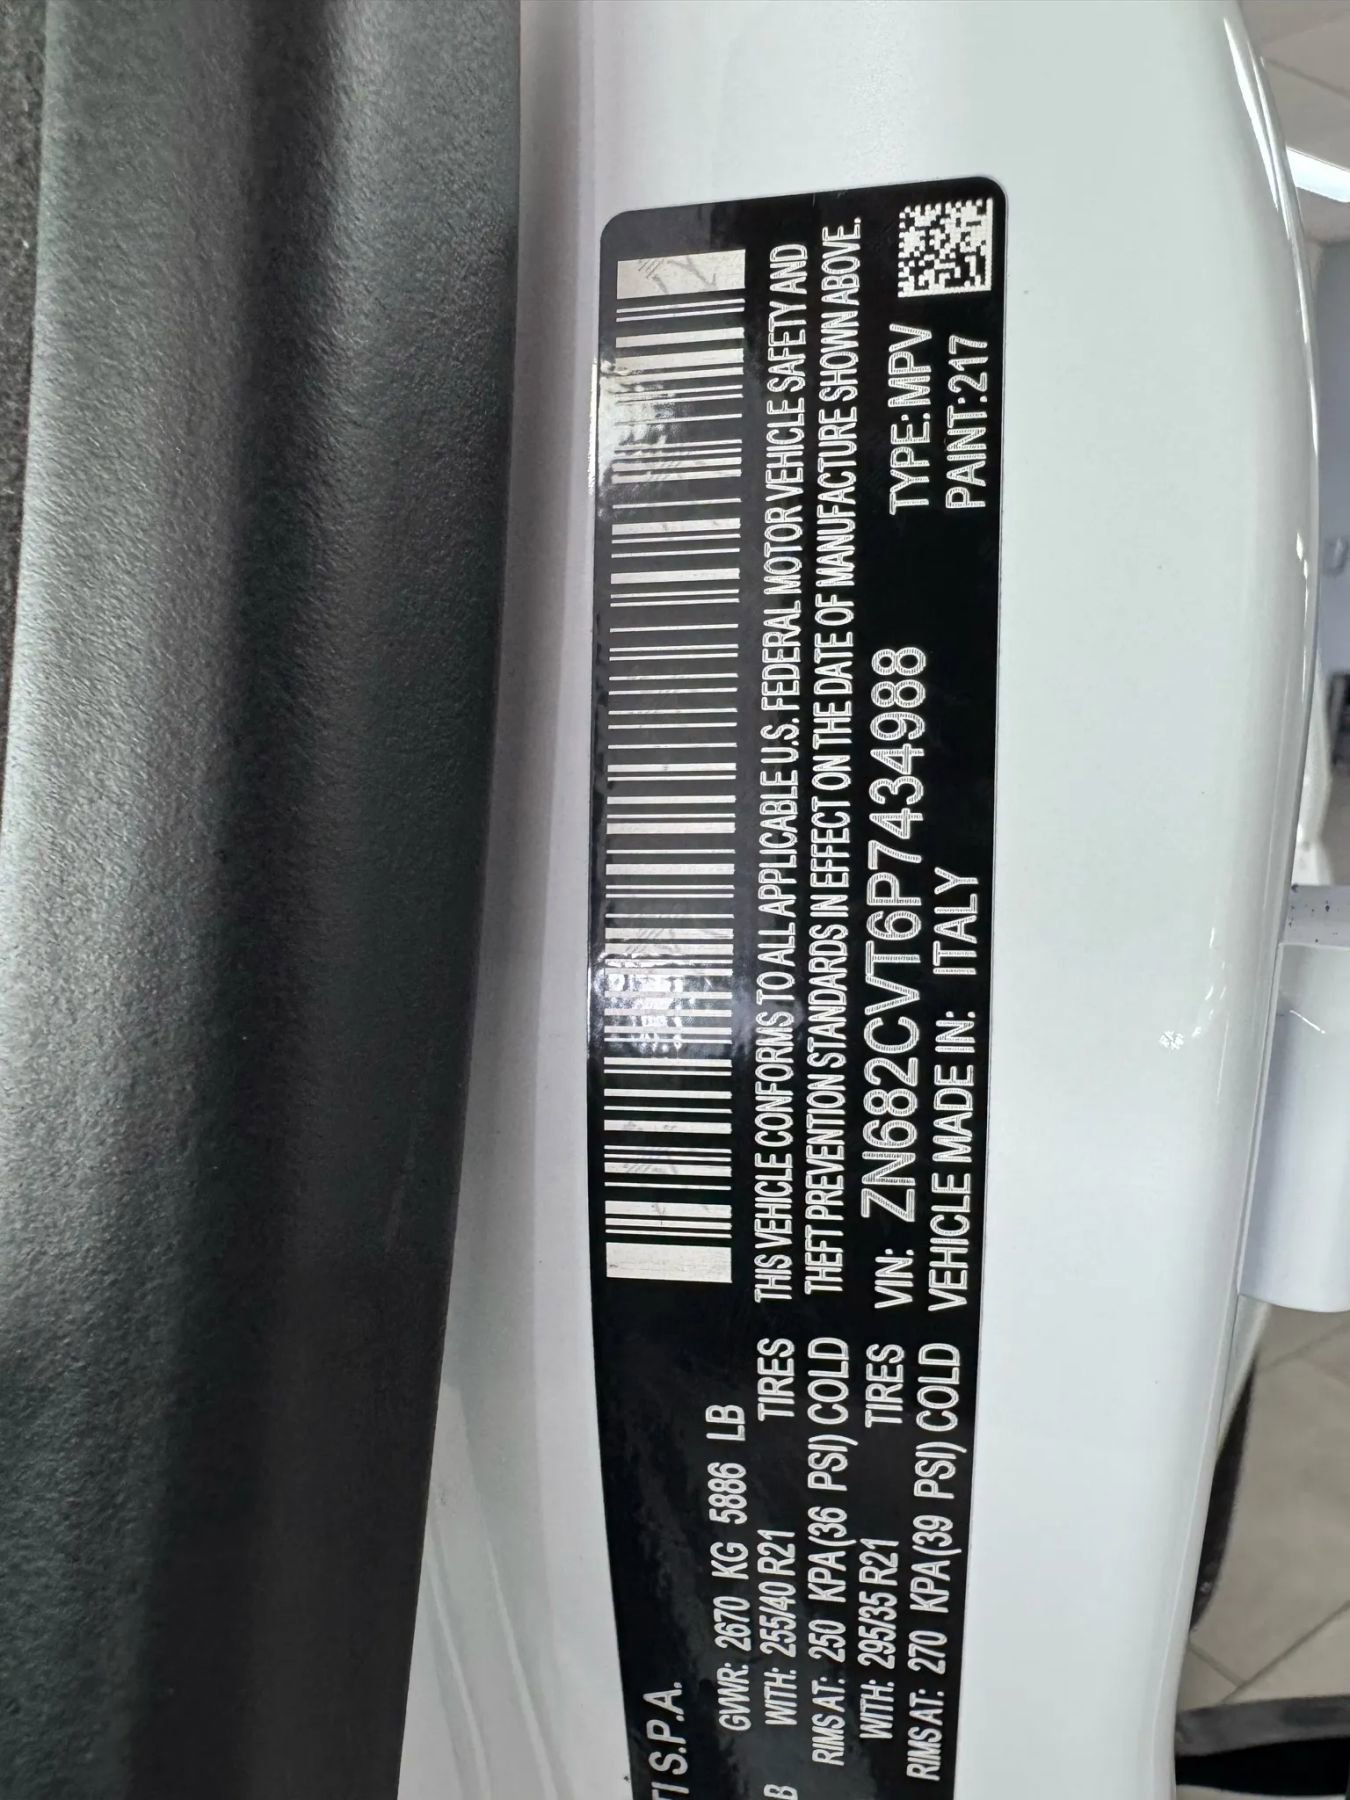 TI S.P.A.
GVWR: 2670 KG 5886 LB
B WITH: 255/40 R21 TIRES
RIMS AT: 250 KPA(36 PSI) COLD
WITH: 295/35 R21 TIRES
RIMS AT: 270 KPA(39 PSI) COLD
THIS VEHICLE CONFORMS TO ALL APPLICABLE U.S. FEDERAL MOTOR VEHICLE SAFETY AND
THEFT PREVENTION STANDARDS IN EFFECT ON THE DATE OF MANUFACTURE SHOWN ABOVE.
VIN: ZN682CVT6P7434988 TYPE: MPV
VEHICLE MADE IN: ITALY PAINT:217